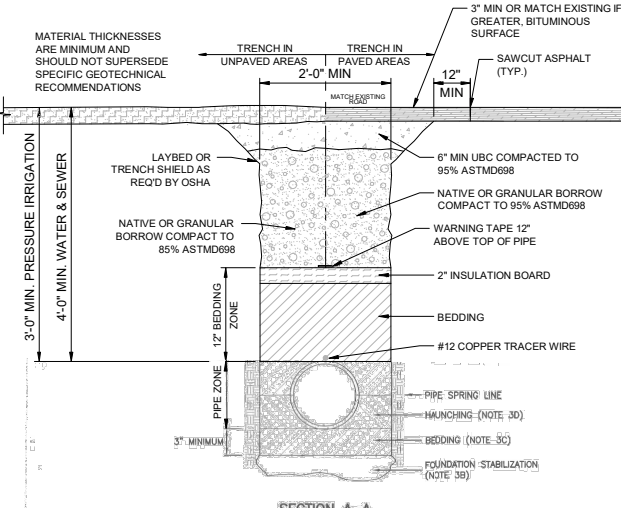 MATERIAL THICKNESSES
ARE MINIMUM AND
SHOULD NOT SUPERSEDE
SPECIFIC GEOTECHNICAL
RECOMMENDATIONS
TRENCH IN
UNPAVED AREAS
TRENCH IN
PAVED AREAS
2'-0" MIN
MATCH EXISTING
ROAD
3" MIN OR MATCH EXISTING IF
GREATER, BITUMINOUS
SURFACE
SAWCUT ASPHALT
(TYP.)
12"
MIN
LAYBED OR
TRENCH SHIELD AS
REQ'D BY OSHA
6" MIN UBC COMPACTED TO
95% ASTMD698
NATIVE OR GRANULAR BORROW
COMPACT TO 95% ASTMD698
NATIVE OR GRANULAR
BORROW COMPACT TO
85% ASTMD698
WARNING TAPE 12"
ABOVE TOP OF PIPE
2" INSULATION BOARD
BEDDING
#12 COPPER TRACER WIRE
3'-0" MIN. PRESSURE IRRIGATION
4'-0" MIN. WATER & SEWER
12" BEDDING
ZONE
PIPE ZONE
3" MINIMUM
PIPE SPRING LINE
HAUNCHING (NOTE 3D)
BEDDING (NOTE 3C)
FOUNDATION STABILIZATION
(NOTE 3B)
SECTION A-A